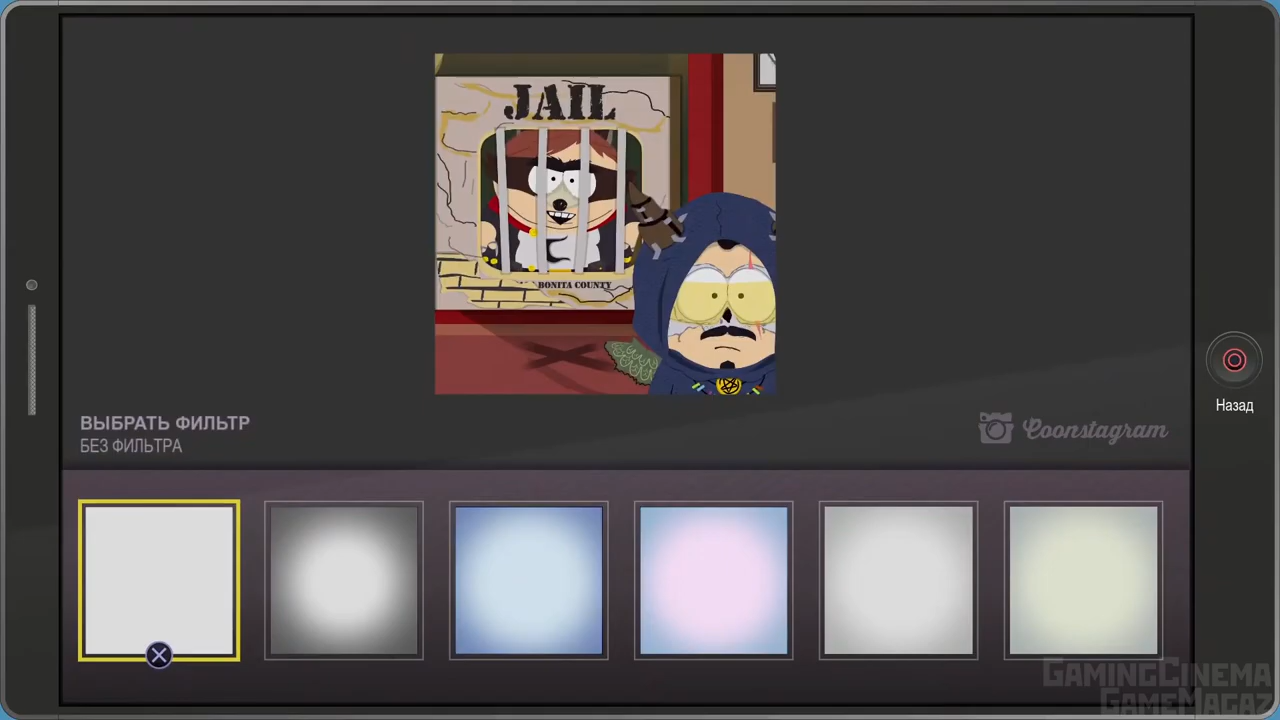 JAIL
BONITA COUNTY
ВЫБРАТЬ ФИЛЬТР
БЕЗ ФИЛЬТРА
Coonstagram
Назад
GAMINGCINEMA
GAMEMAGAZ